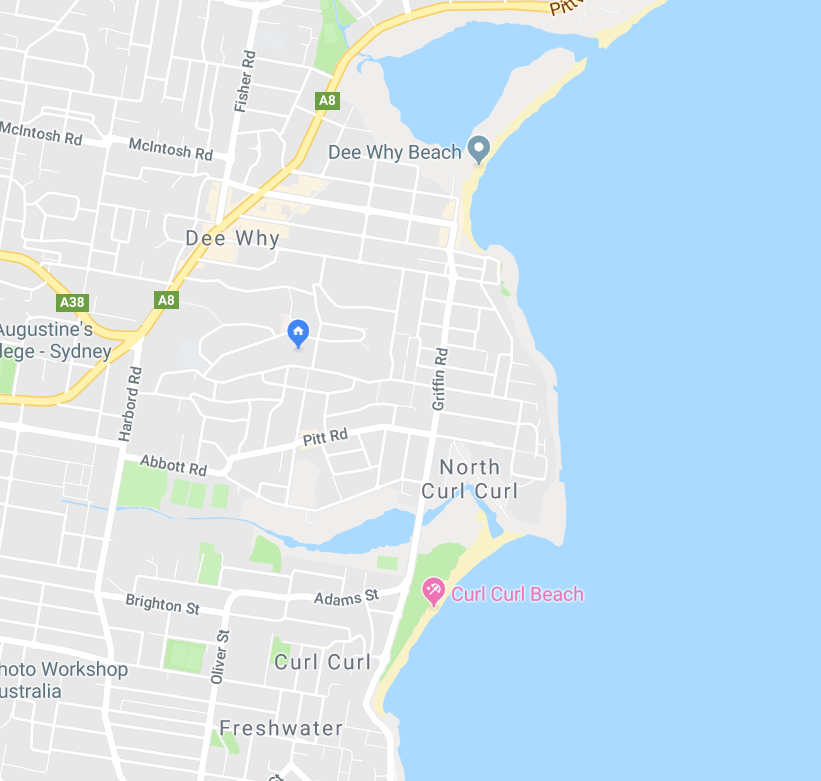 Fisher Rd
A8
McIntosh Rd
McIntosh Rd
Dee Why Beach
Dee Why
A38
A8
Augustine's
lege - Sydney
Griffin Rd
Harbord Rd
Pitt Rd
Abbott Rd
North
Curl Curl
Curl Curl Beach
Adams St
Brighton St
Oliver St
Curl Curl
hoto Workshop
ustralia
Freshwater